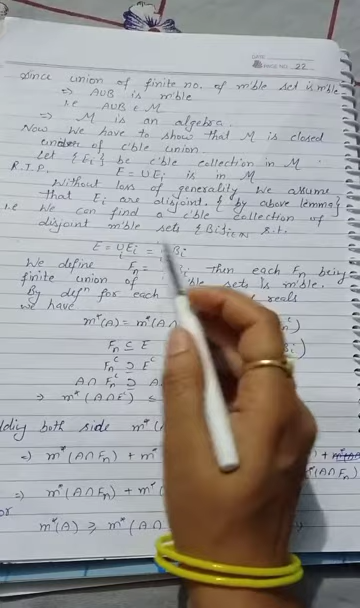 DATE
PAGE NO. 22
Since union of finite no. of m'ble set is m'ble
⇒ A∪B is m'ble
i.e A∪B ∈ M
⇒ M is an algebra.
Now we have to show that M is closed
under of c'ble union.
Let {Ei} be c'ble collection in M
R.T.P. E = ∪Ei is in M
Without loss of generality we assume
that Ei are disjoint. { by above lemma}
i.e We can find a c'ble collection of
disjoint m'ble sets {Bi}i∈N s.t.
E = ∪i Ei = Bi
We define Fn = Then each Fn being
finite union of sets is m'ble.
By defn for each reals
we have
m*(A) = m*(A∩
Fn ⊆ E
Fnᶜ ⊇ Eᶜ
A∩Fnᶜ ⊇ A
⇒ m*(A∩Eᶜ) ≤
both side m*(A
⇒ m*(A∩Fn) + m*
⇒ m*(A∩Fn) + m*(
or
m*(A) ≥ m*(A∩